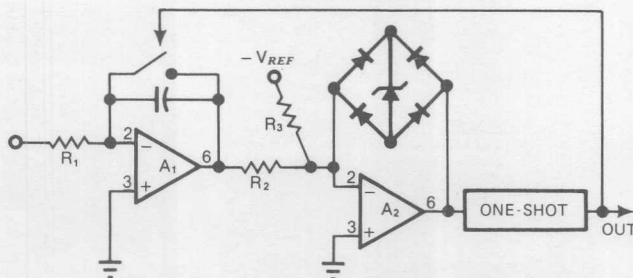 − V_REF
R₃
2
−
A₁
6
3
+
R₁
R₂
2
−
A₂
6
3
+
ONE-SHOT
OUT